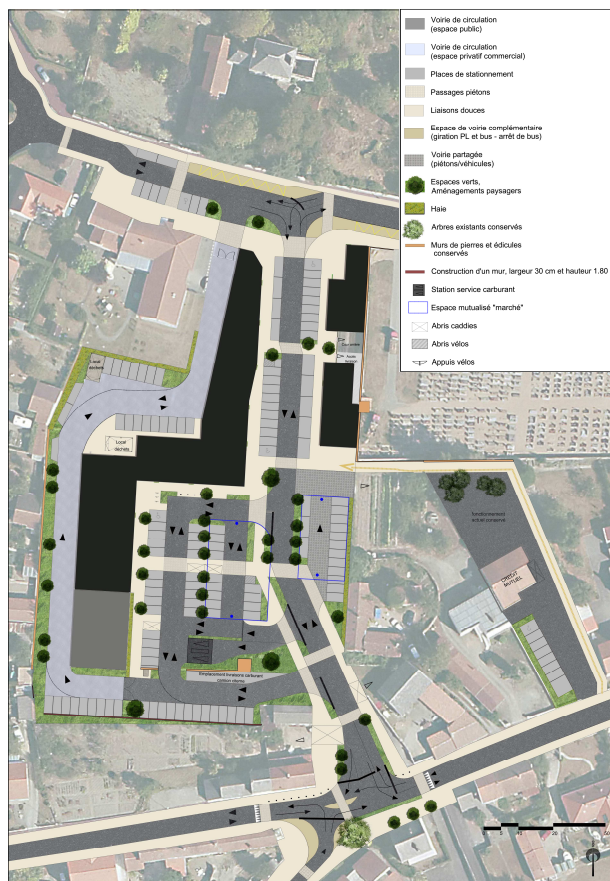 Voirie de circulation
(espace public)
Voirie de circulation
(espace privatif commercial)
Places de stationnement
Passages piétons
Liaisons douces
Espace de voirie complémentaire
(giration PL et bus - arrêt de bus)
Voirie partagée
(piétons/véhicules)
Espaces verts,
Aménagements paysagers
Haie
Arbres existants conservés
Murs de pierres et édicules
conservés
Construction d'un mur, largeur 30 cm et hauteur 1.80
Station service carburant
Espace mutualisé "marché"
Abris caddies
Abris vélos
Appuis vélos
Local
déchets
Local
déchets
fonctionnement
actuel conservé
CREDIT
MUTUEL
Emplacement livraisons carburant